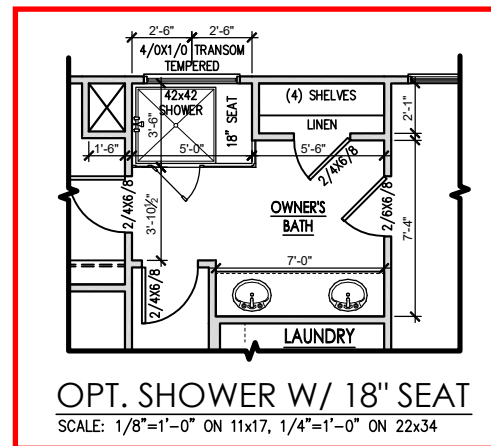 2'-6" 2'-6"
4/0X1/0 TRANSOM
TEMPERED
42x42
SHOWER
3'-6"
18" SEAT
(4) SHELVES
LINEN
2'-1"
1'-6"
5'-0"
5'-6"
2/4X6/8
2/4X6/8
3'-10½"
OWNER'S
BATH
2/6X6/8
7'-4"
7'-0"
2/4X6/8
LAUNDRY
OPT. SHOWER W/ 18" SEAT
SCALE: 1/8"=1'-0" ON 11x17, 1/4"=1'-0" ON 22x34